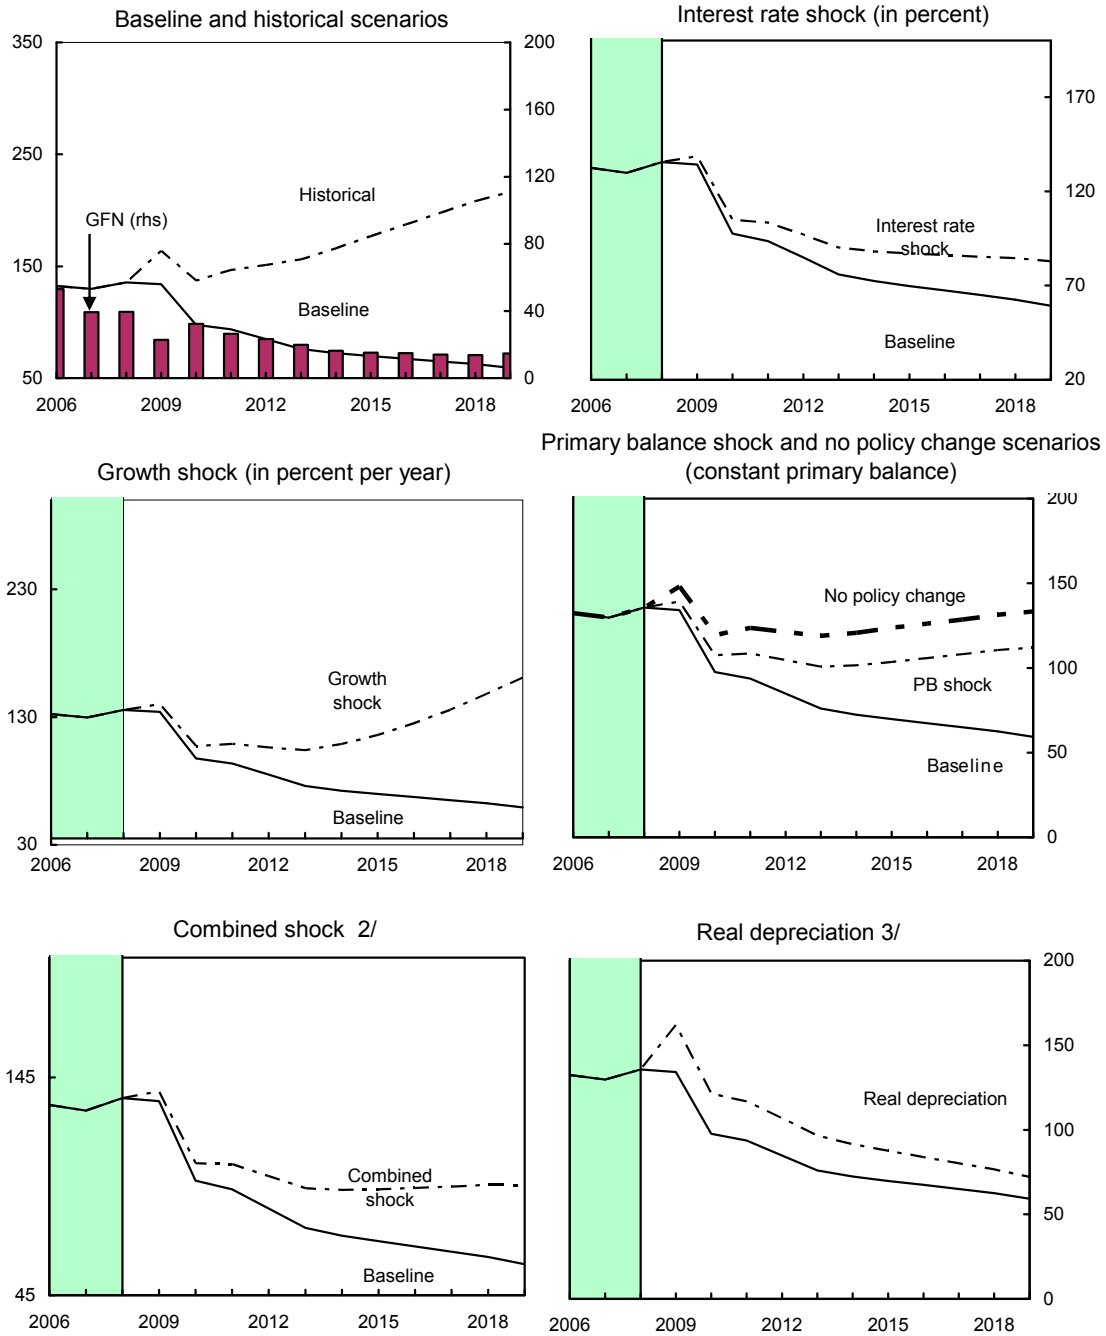 Baseline and historical scenarios
350
250
150
50
200
160
120
80
40
0
Historical
GFN (rhs)
Baseline
2006
2009
2012
2015
2018
Interest rate shock (in percent)
170
120
70
20
Interest rate
shock
Baseline
2006
2009
2012
2015
2018
Growth shock (in percent per year)
230
130
30
Growth
shock
Baseline
2006
2009
2012
2015
2018
Primary balance shock and no policy change scenarios
(constant primary balance)
200
150
100
50
0
No policy change
PB shock
Baseline
2006
2009
2012
2015
2018
Combined shock 2/
145
45
Combined
shock
Baseline
2006
2009
2012
2015
2018
Real depreciation 3/
200
150
100
50
0
Real depreciation
2006
2009
2012
2015
2018